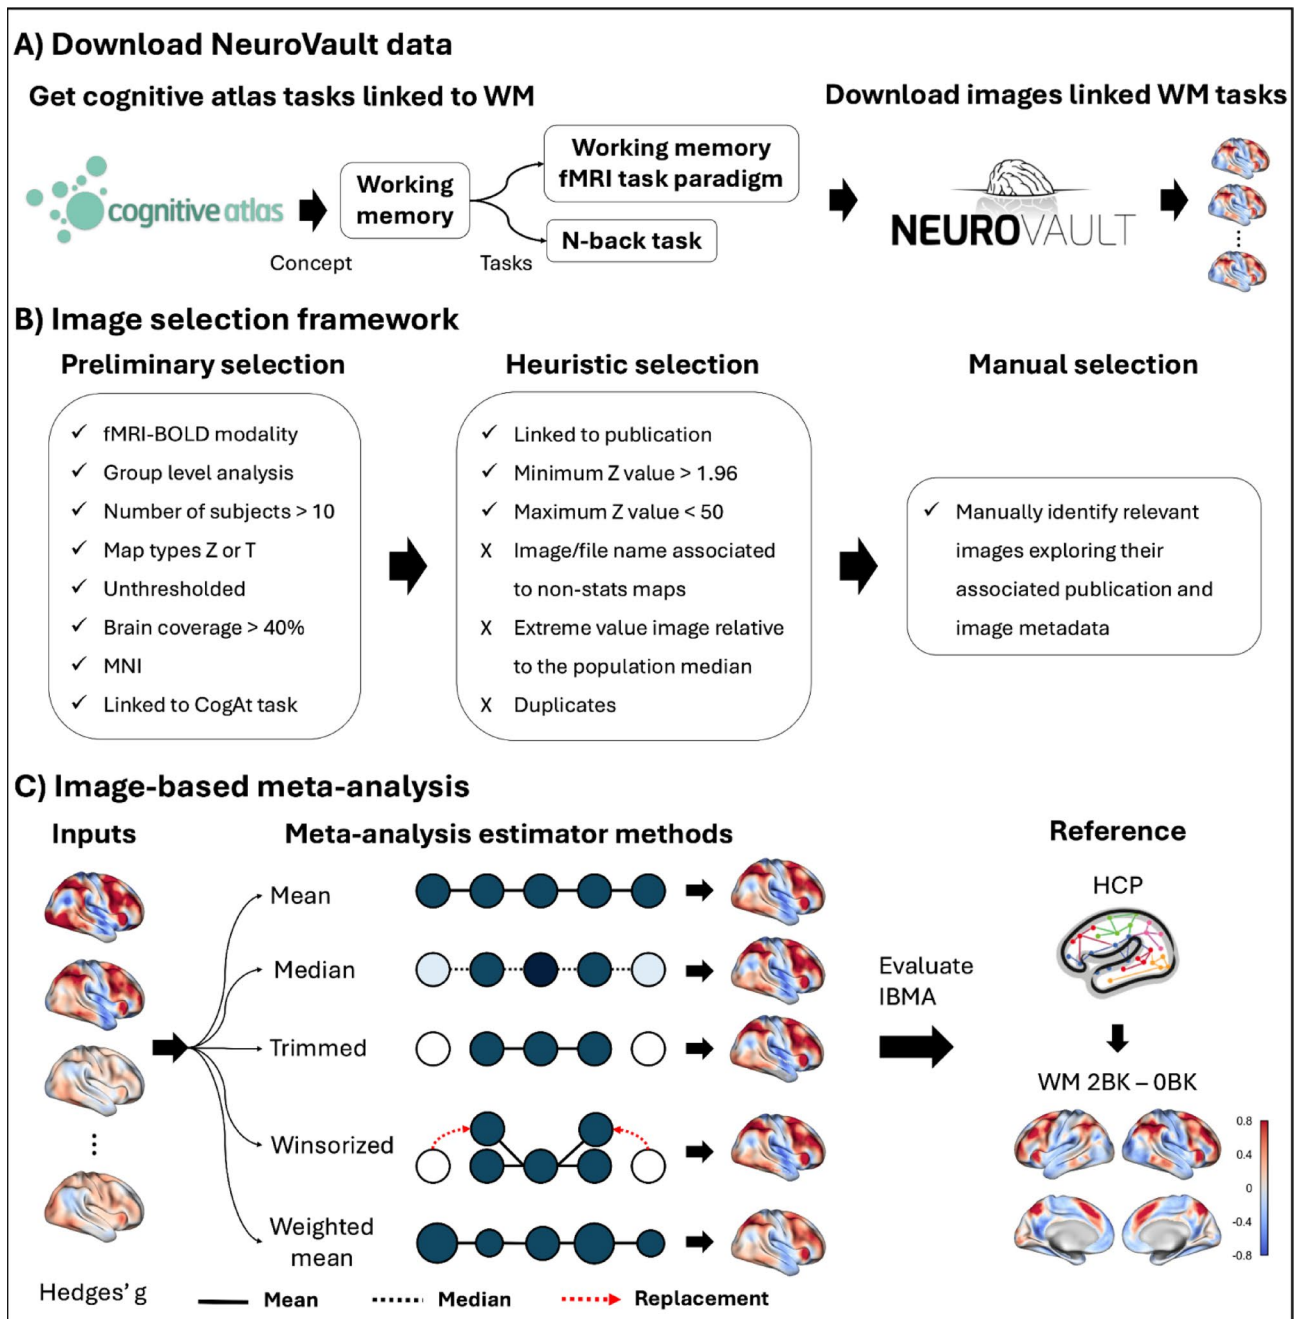 A) Download NeuroVault data
Get cognitive atlas tasks linked to WM
Download images linked WM tasks
cognitive atlas
Working
memory
Working memory
fMRI task paradigm
N-back task
Concept
Tasks
NEUROVAULT
B) Image selection framework
Preliminary selection
✓ fMRI-BOLD modality
✓ Group level analysis
✓ Number of subjects > 10
✓ Map types Z or T
✓ Unthresholded
✓ Brain coverage > 40%
✓ MNI
✓ Linked to CogAt task
Heuristic selection
✓ Linked to publication
✓ Minimum Z value > 1.96
✓ Maximum Z value < 50
X Image/file name associated
to non-stats maps
X Extreme value image relative
to the population median
X Duplicates
Manual selection
✓ Manually identify relevant
images exploring their
associated publication and
image metadata
C) Image-based meta-analysis
Inputs
Hedges' g
Meta-analysis estimator methods
Mean
Median
Trimmed
Winsorized
Weighted
mean
Mean
Median
Replacement
Evaluate
IBMA
Reference
HCP
WM 2BK – 0BK
0.8
0.4
0
-0.4
-0.8